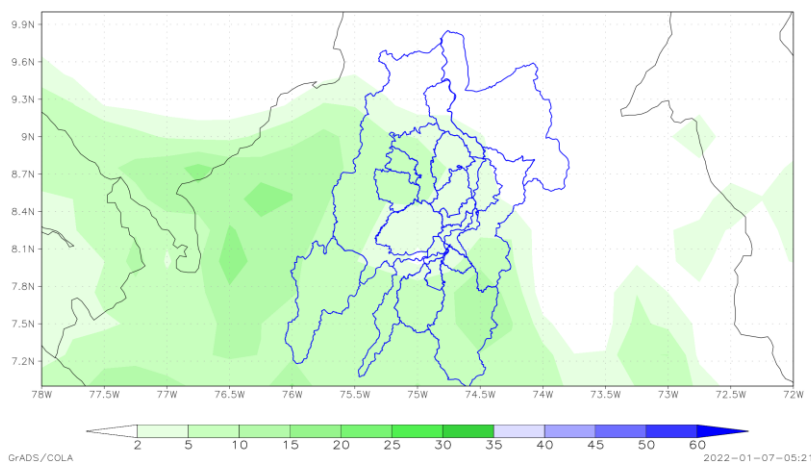 9.9N
9.6N
9.3N
9N
8.7N
8.4N
8.1N
7.8N
7.5N
7.2N
78W 77.5W 77W 76.5W 76W 75.5W 75W 74.5W 74W 73.5W 73W 72.5W 72W
2 5 10 15 20 25 30 35 40 45 50 60
GrADS/COLA 2022-01-07-05:21